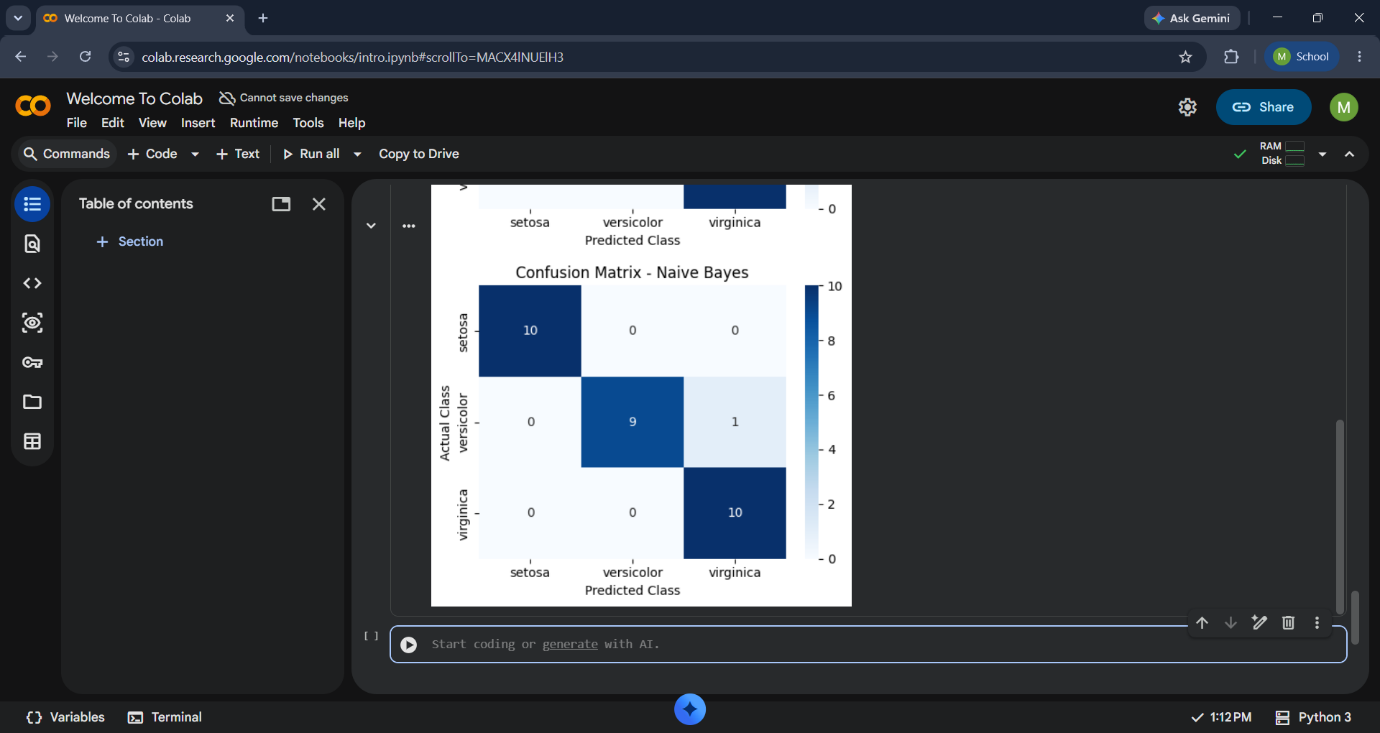 Welcome To Colab - Colab
Ask Gemini
colab.research.google.com/notebooks/intro.ipynb#scrollTo=MACX4lNUElH3
M School
Welcome To Colab
Cannot save changes
File Edit View Insert Runtime Tools Help
Share
M
Commands + Code + Text Run all Copy to Drive
RAM
Disk
Table of contents
+ Section
0
setosa versicolor virginica
Predicted Class
Confusion Matrix - Naive Bayes
10
8
6
4
2
0
Actual Class
setosa
versicolor
virginica
10 0 0
0 9 1
0 0 10
setosa versicolor virginica
Predicted Class
[ ]
Start coding or generate with AI.
{} Variables
Terminal
1:12 PM
Python 3